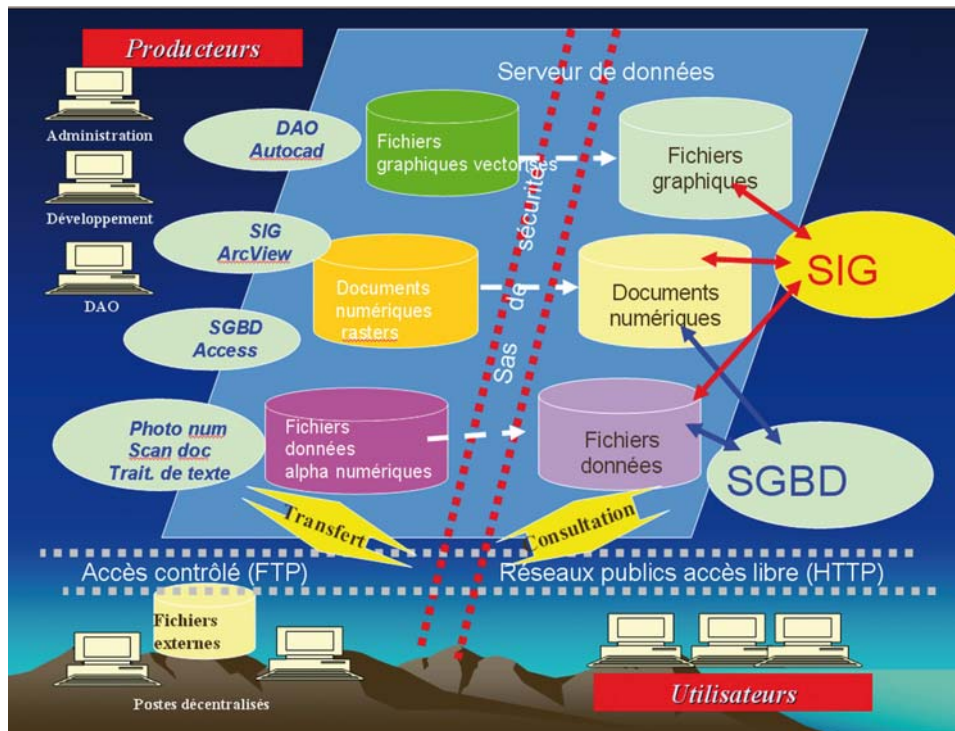 Producteurs
Serveur de données
Administration
Développement
DAO
DAO
Autocad
SIG
ArcView
SGBD
Access
Photo num
Scan doc
Trait. de texte
Fichiers
graphiques vectorisés
Documents
numériques
rasters
Fichiers
données
alpha numériques
Sas de sécurité
Fichiers
graphiques
Documents
numériques
Fichiers
données
SIG
SGBD
Transfert
Consultation
Accès contrôlé (FTP)
Réseaux publics accès libre (HTTP)
Fichiers
externes
Postes décentralisés
Utilisateurs